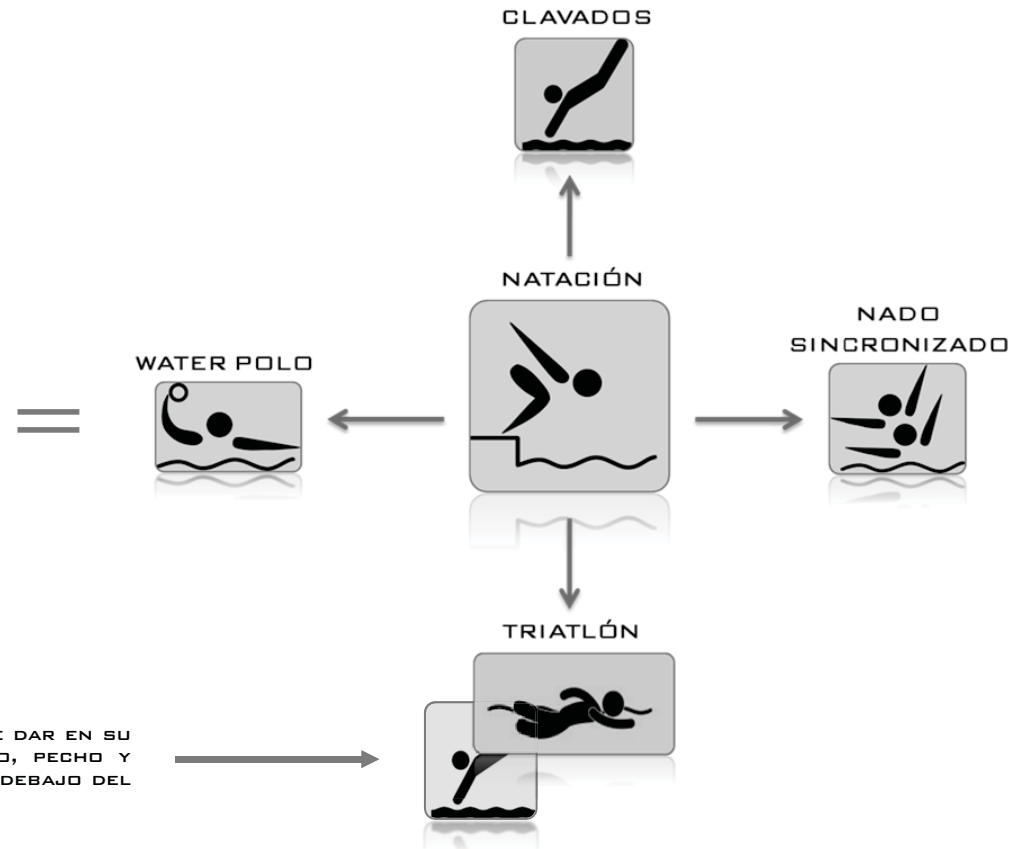 CLAVADOS
NATACIÓN
NADO
SINCRONIZADO
WATER POLO
TRIATLÓN
DAR EN SU
PECHO Y
DEBAJO DEL